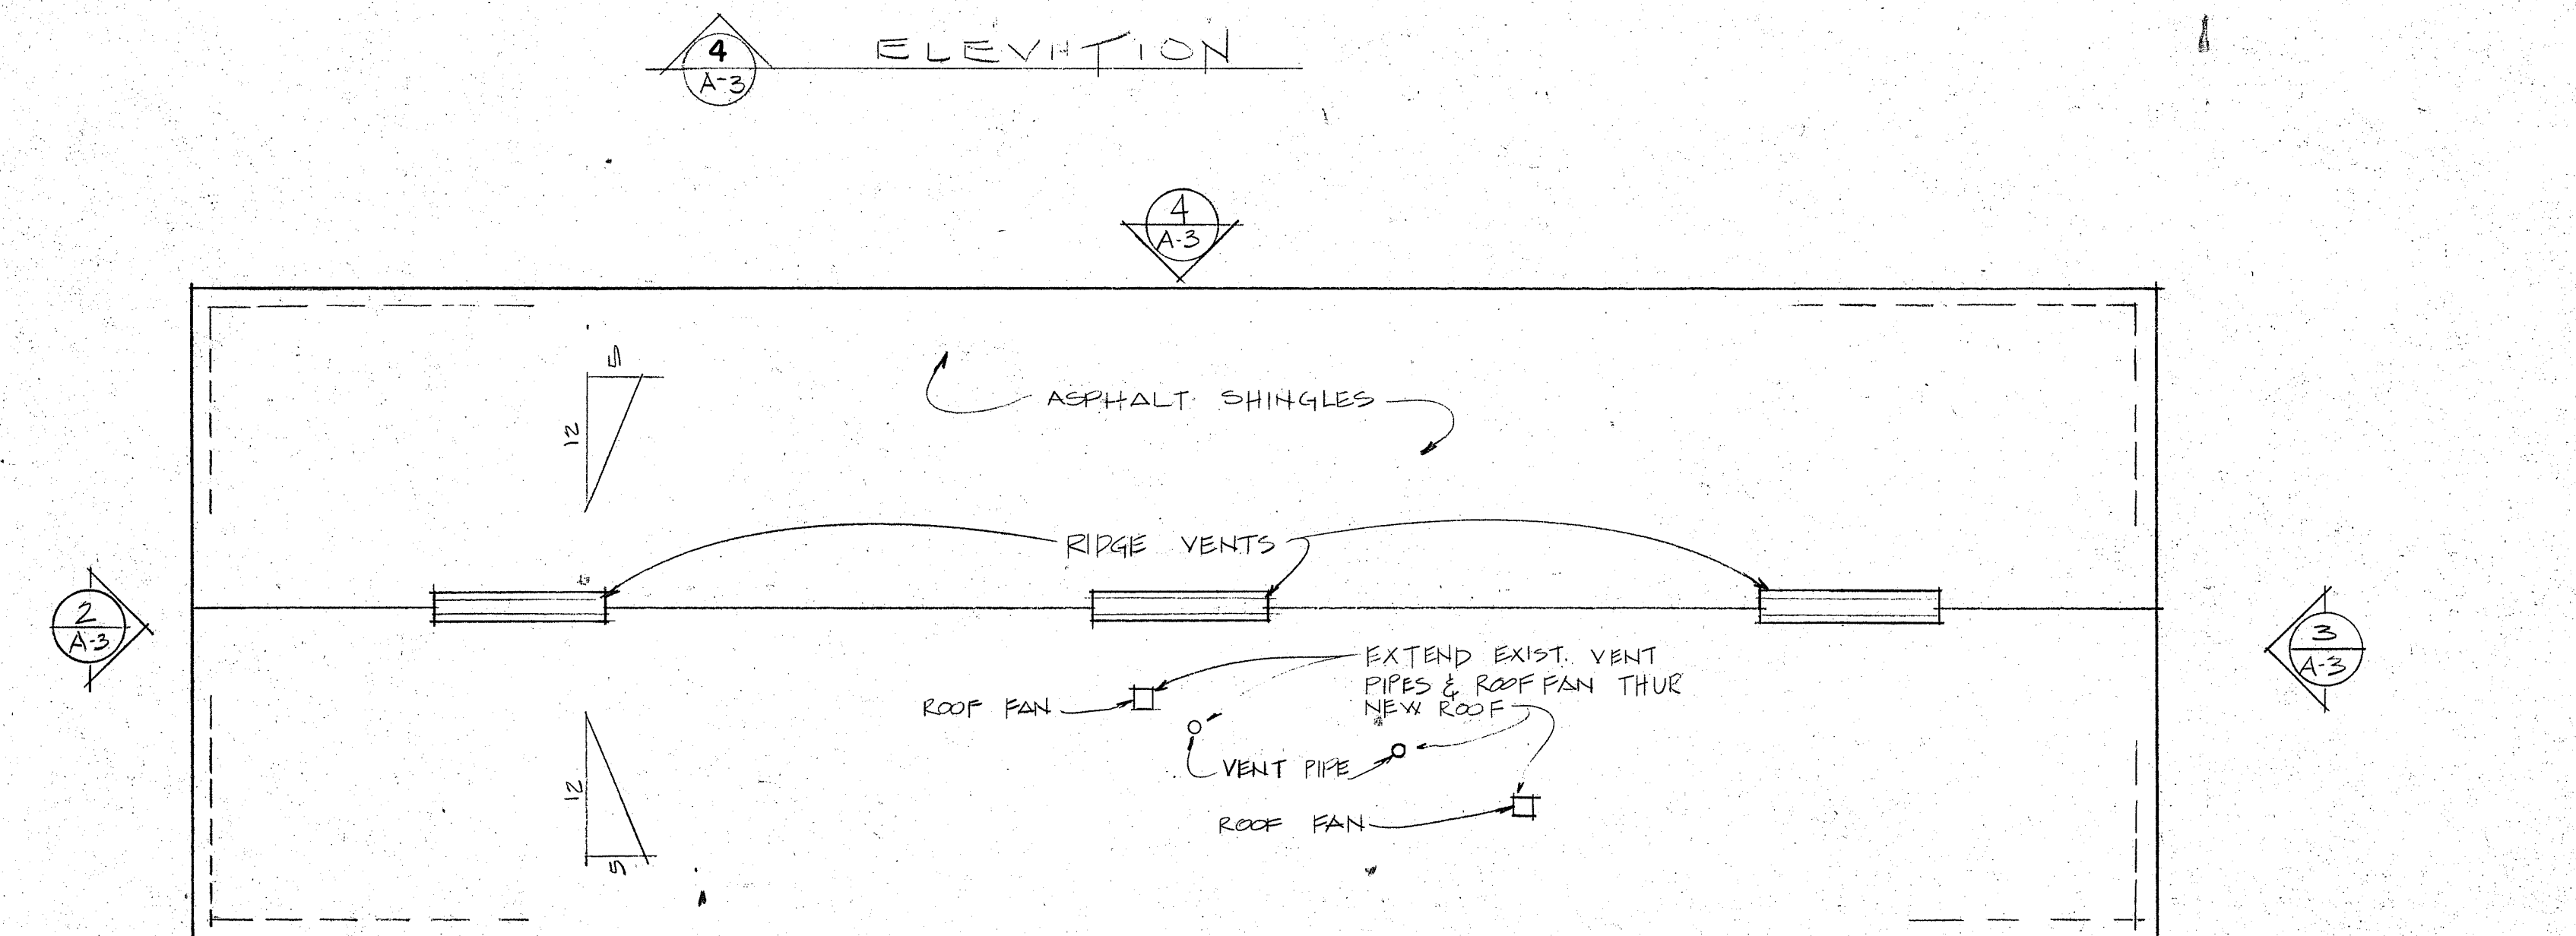 4
A-3
ELEVATION
4
A-3
5
12
ASPHALT SHINGLES
RIDGE VENTS
2
A-3
3
A-3
EXTEND EXIST. VENT
PIPES & ROOF FAN THUR
NEW ROOF
ROOF FAN
VENT PIPE
12
ROOF FAN
5